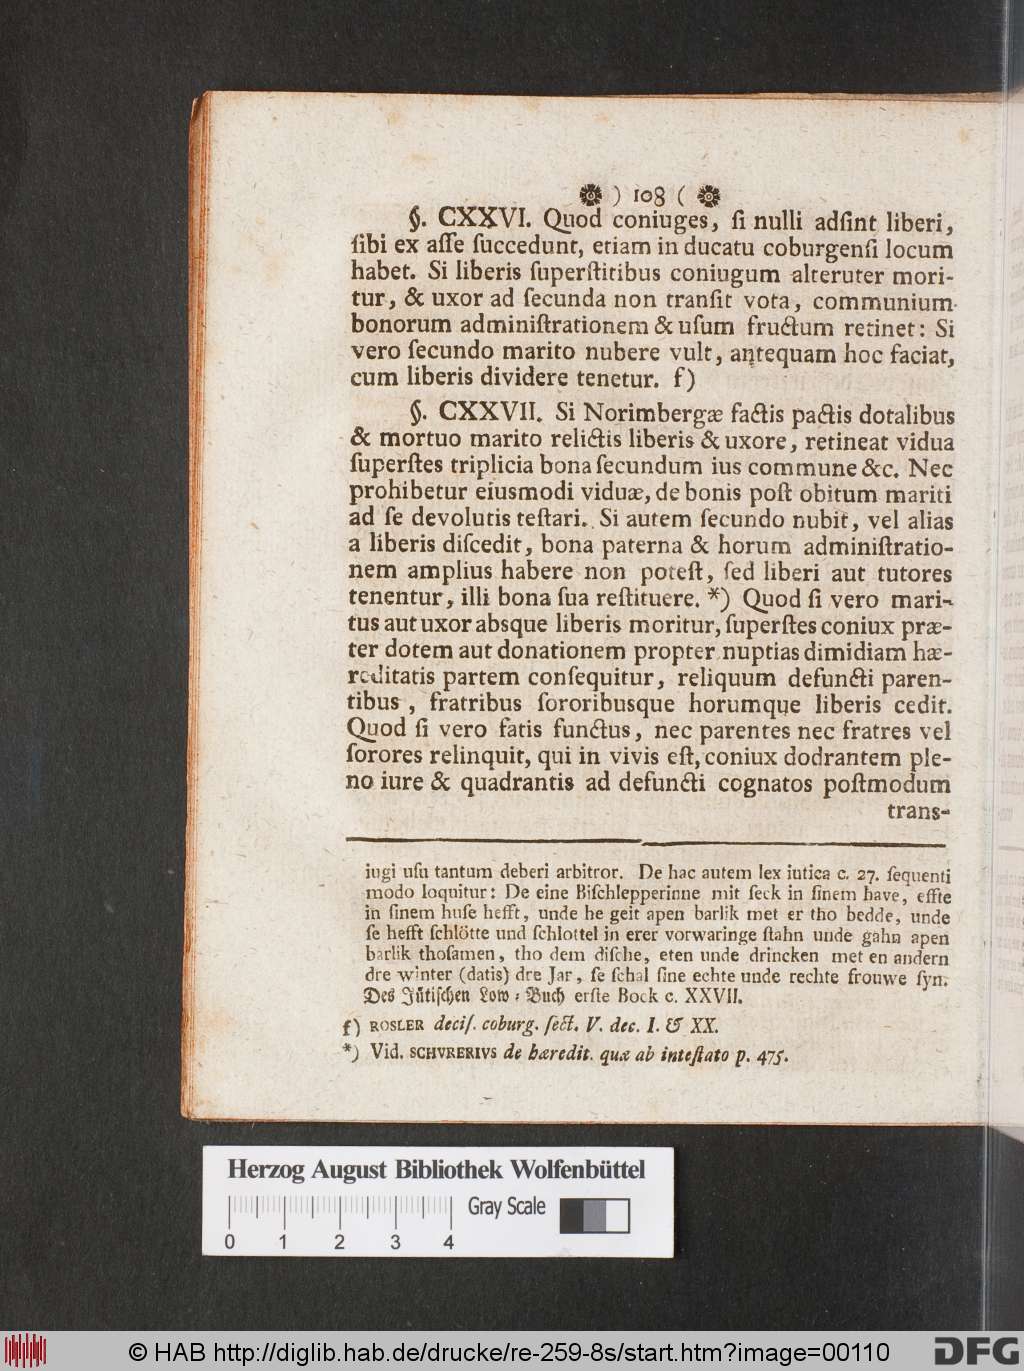 ) 108 (
§. CXXVI. Quod coniuges, ſi nulli adſint liberi,
ſibi ex aſſe ſuccedunt, etiam in ducatu coburgenſi locum
habet. Si liberis ſuperſtitibus coniugum alteruter mori-
tur, & uxor ad ſecunda non tranſit vota, communium
bonorum adminiſtrationem & uſum fructum retinet: Si
vero ſecundo marito nubere vult, antequam hoc faciat,
cum liberis dividere tenetur. f)
§. CXXVII. Si Norimbergæ factis pactis dotalibus
& mortuo marito relictis liberis & uxore, retineat vidua
ſuperſtes triplicia bona ſecundum ius commune &c. Nec
prohibetur eiusmodi viduæ, de bonis poſt obitum mariti
ad ſe devolutis teſtari. Si autem ſecundo nubit, vel alias
a liberis diſcedit, bona paterna & horum adminiſtratio-
nem amplius habere non poteſt, ſed liberi aut tutores
tenentur, illi bona ſua reſtituere. *) Quod ſi vero mari-
tus aut uxor absque liberis moritur, ſuperſtes coniux præ-
ter dotem aut donationem propter nuptias dimidiam hæ-
reditatis partem conſequitur, reliquum defuncti paren-
tibus, fratribus ſororibusque horumque liberis cedit.
Quod ſi vero fatis functus, nec parentes nec fratres vel
ſorores relinquit, qui in vivis eſt, coniux dodrantem ple-
no iure & quadrantis ad defuncti cognatos poſtmodum
trans-
iugi uſu tantum deberi arbitror. De hac autem lex iutica c. 27. ſequenti
modo loquitur: De eine Biſchlepperinne mit ſeck in ſinem have, effte
in ſinem huſe hefft, unde he geit apen barlik met er tho bedde, unde
ſe hefft ſchlötte und ſchlottel in erer vorwaringe ſtahn unde gahn apen
barlik thoſamen, tho dem diſche, eten unde drincken met en andern
dre winter (datis) dre Jar, ſe ſchal ſine echte unde rechte frouwe ſyn.
Des Jütiſchen Low-Buch erſte Bock c. XXVII.
f) ROSLER deciſ. coburg. ſect. V. dec. I. & XX.
*) Vid. SCHVRERIVS de hæredit. quæ ab inteſtato p. 475.
Herzog August Bibliothek Wolfenbüttel
Gray Scale
0 1 2 3 4
© HAB http://diglib.hab.de/drucke/re-259-8s/start.htm?image=00110
DFG